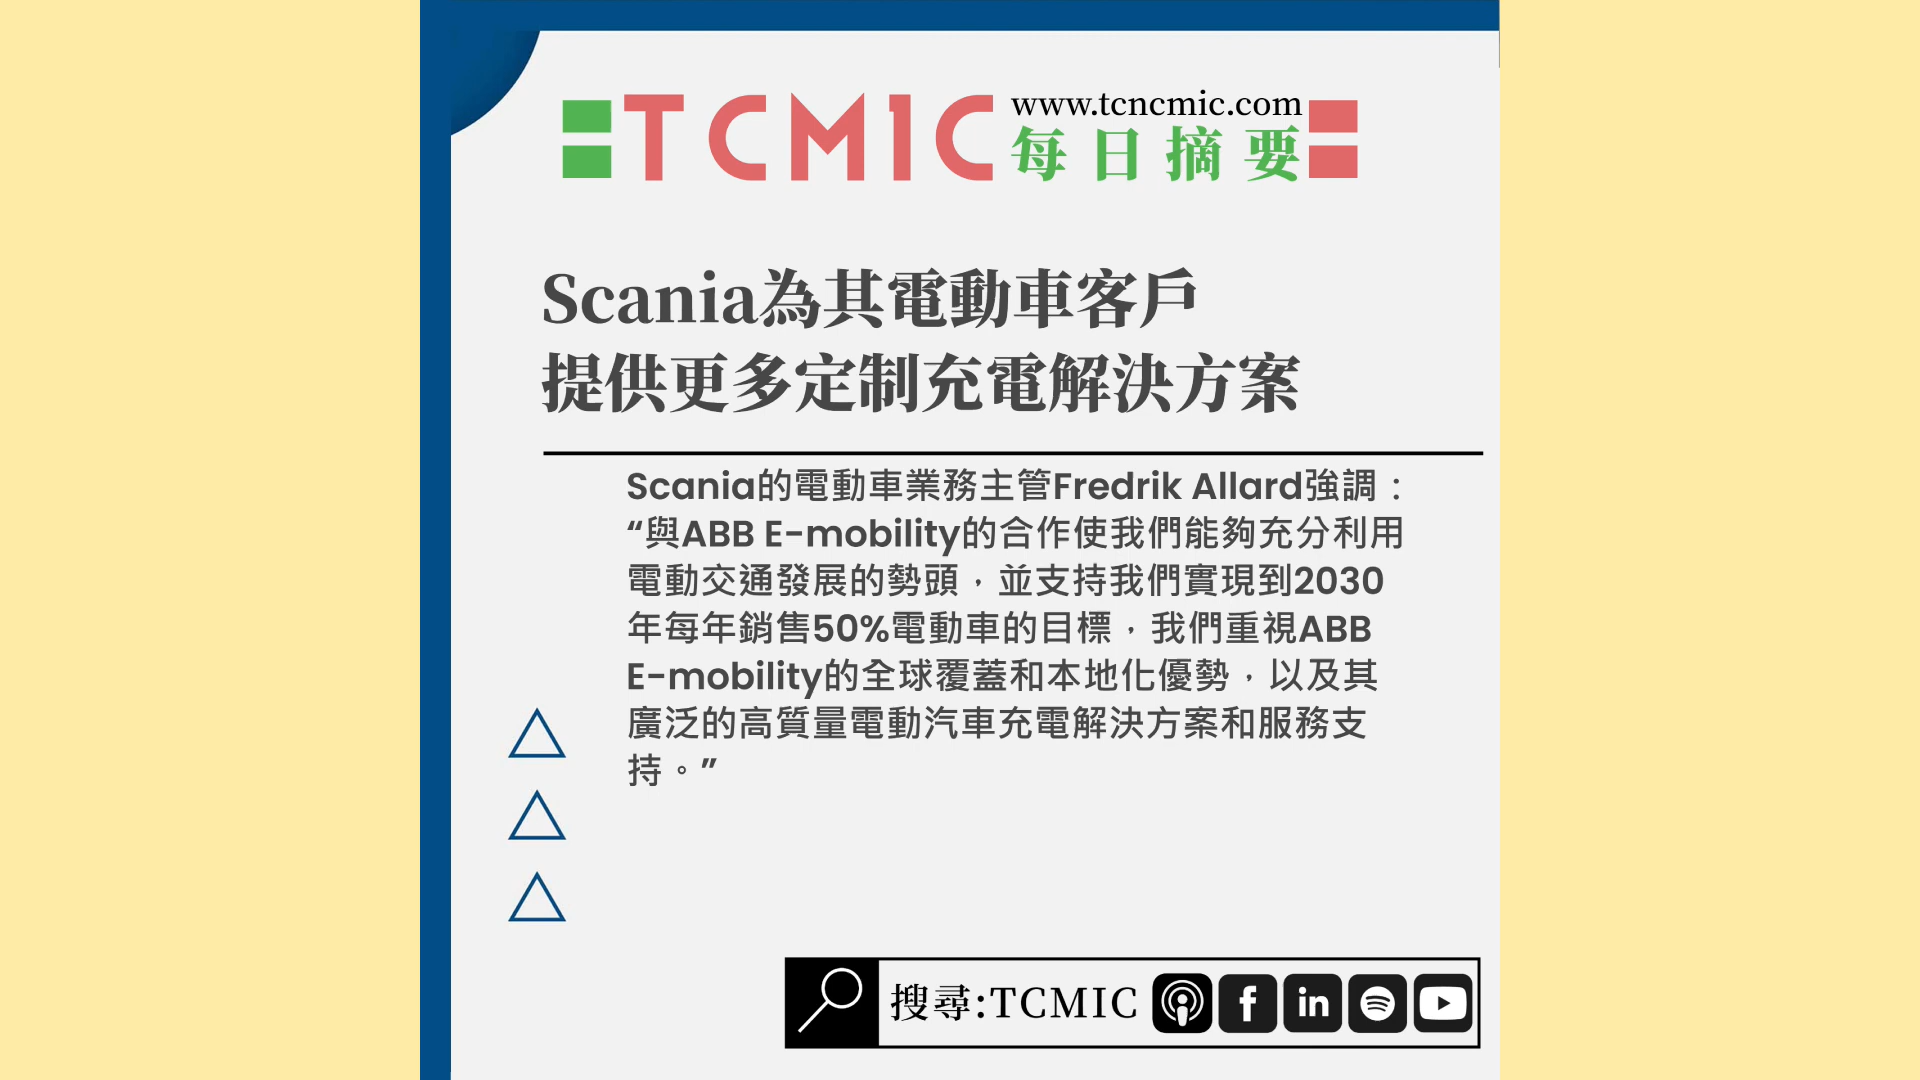 TCMIC
www.tcncmic.com
每日摘要
Scania為其電動車客戶
提供更多定制充電解決方案
Scania的電動車業務主管Fredrik Allard強調：
“與ABB E-mobility的合作使我們能夠充分利用
電動交通發展的勢頭，並支持我們實現到2030
年每年銷售50%電動車的目標，我們重視ABB
E-mobility的全球覆蓋和本地化優勢，以及其
廣泛的高質量電動汽車充電解決方案和服務支
持。”
搜尋:TCMIC